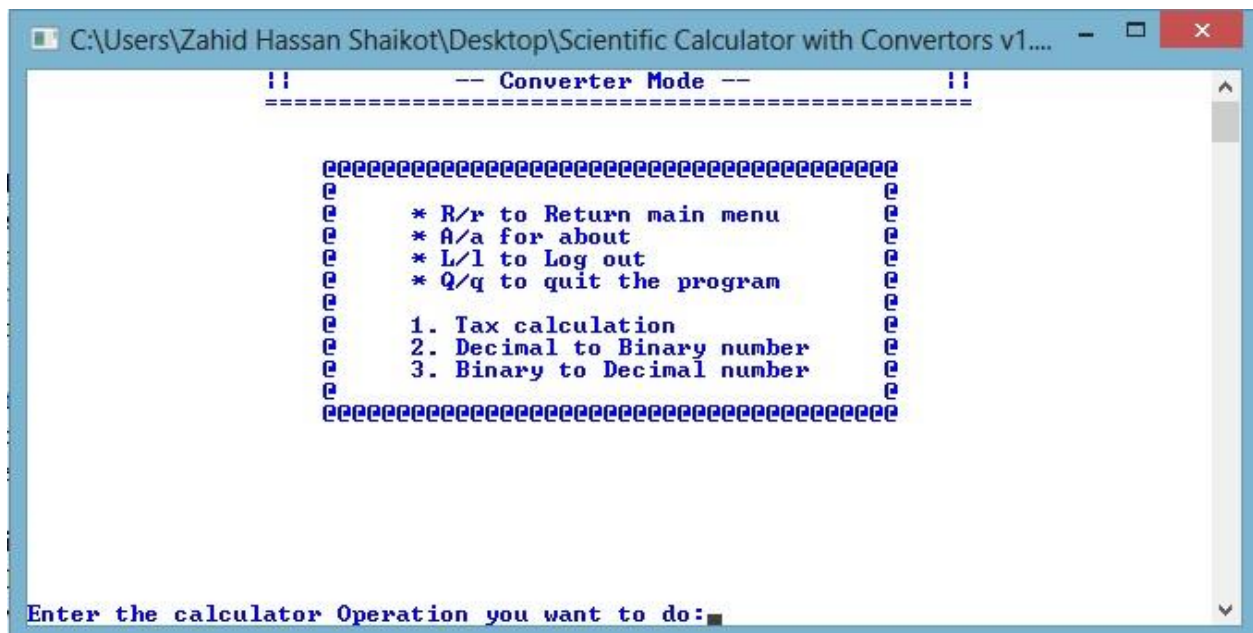 C:\Users\Zahid Hassan Shaikot\Desktop\Scientific Calculator with Convertors v1....
|| -- Converter Mode -- ||
================================================
@@@@@@@@@@@@@@@@@@@@@@@@@@@@@@@@@@@@@@@
@ @
@ * R/r to Return main menu @
@ * A/a for about @
@ * L/l to Log out @
@ * Q/q to quit the program @
@ @
@ 1. Tax calculation @
@ 2. Decimal to Binary number @
@ 3. Binary to Decimal number @
@ @
@@@@@@@@@@@@@@@@@@@@@@@@@@@@@@@@@@@@@@@
Enter the calculator Operation you want to do: